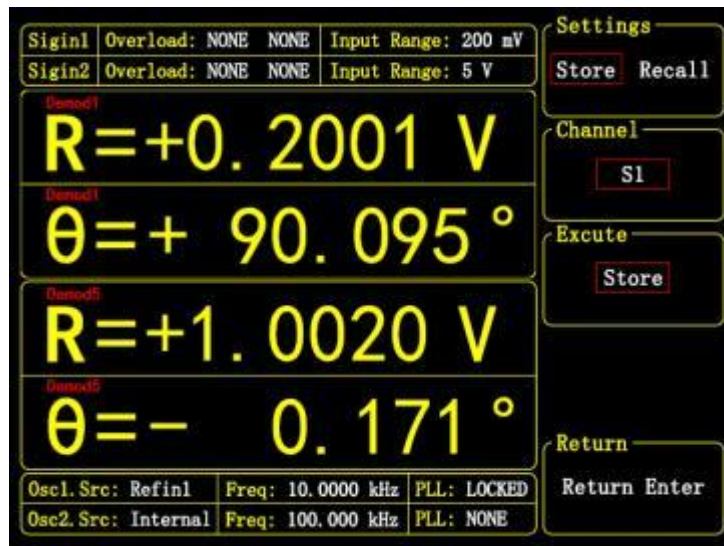 Sigin1 Overload: NONE NONE Input Range: 200 mV
Sigin2 Overload: NONE NONE Input Range: 5 V
Demod1
R=+0.2001 V
Demod1
θ=+ 90.095 °
Demod5
R=+1.0020 V
Demod5
θ=- 0.171 °
Osc1.Src: Refin1 Freq: 10.0000 kHz PLL: LOCKED
Osc2.Src: Internal Freq: 100.000 kHz PLL: NONE
Settings
Store Recall
Channel
S1
Excute
Store
Return
Return Enter